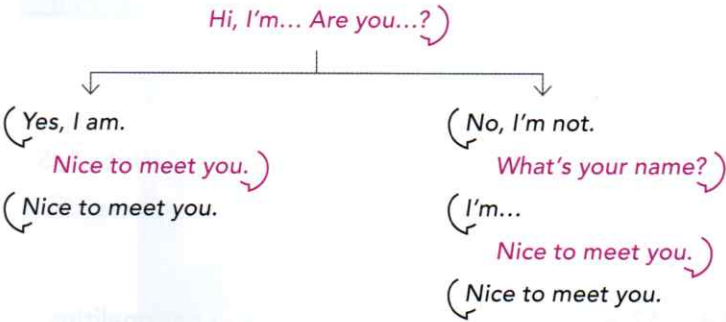 Hi, I'm… Are you…?
Yes, I am.
Nice to meet you.
Nice to meet you.
No, I'm not.
What's your name?
I'm…
Nice to meet you.
Nice to meet you.